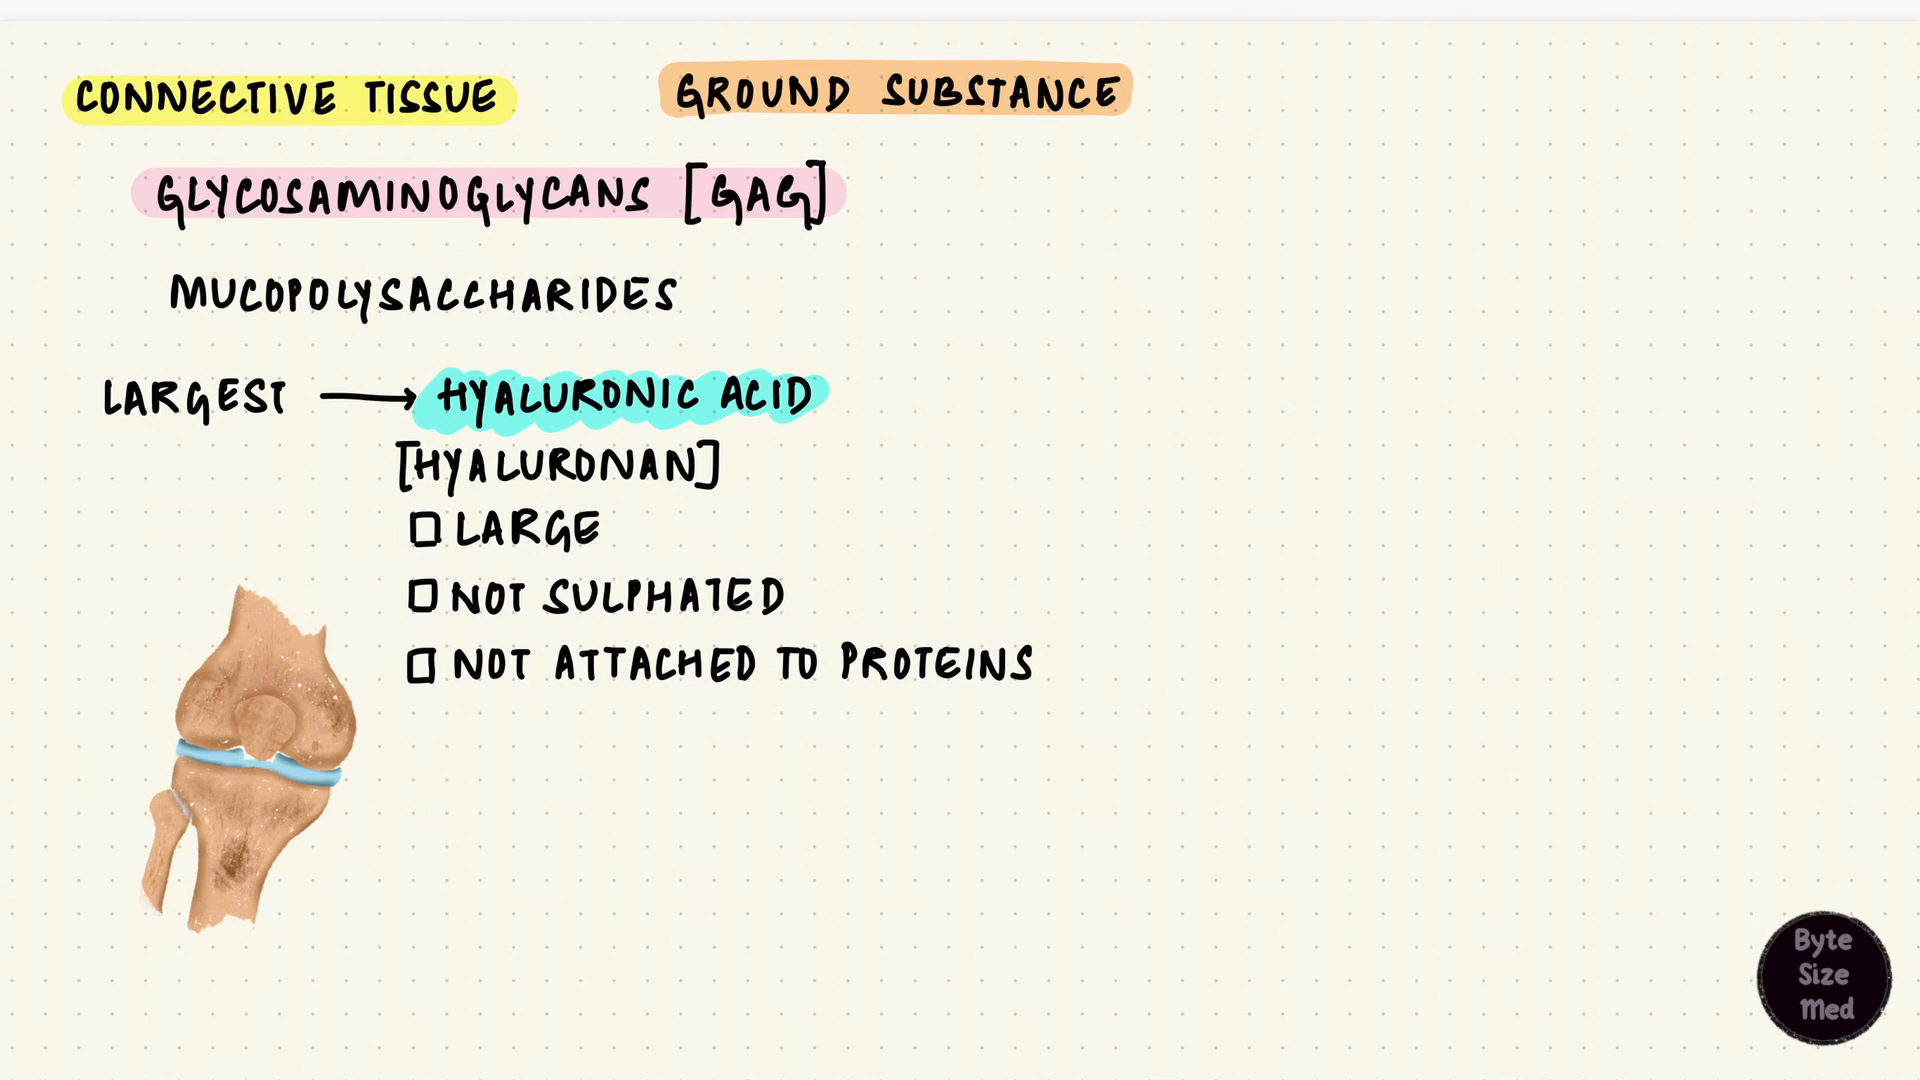 CONNECTIVE TISSUE
GROUND SUBSTANCE
GLYCOSAMINOGLYCANS [GAG]
MUCOPOLYSACCHARIDES
LARGEST → HYALURONIC ACID
[HYALURONAN]
☐ LARGE
☐ NOT SULPHATED
☐ NOT ATTACHED TO PROTEINS
Byte
Size
Med